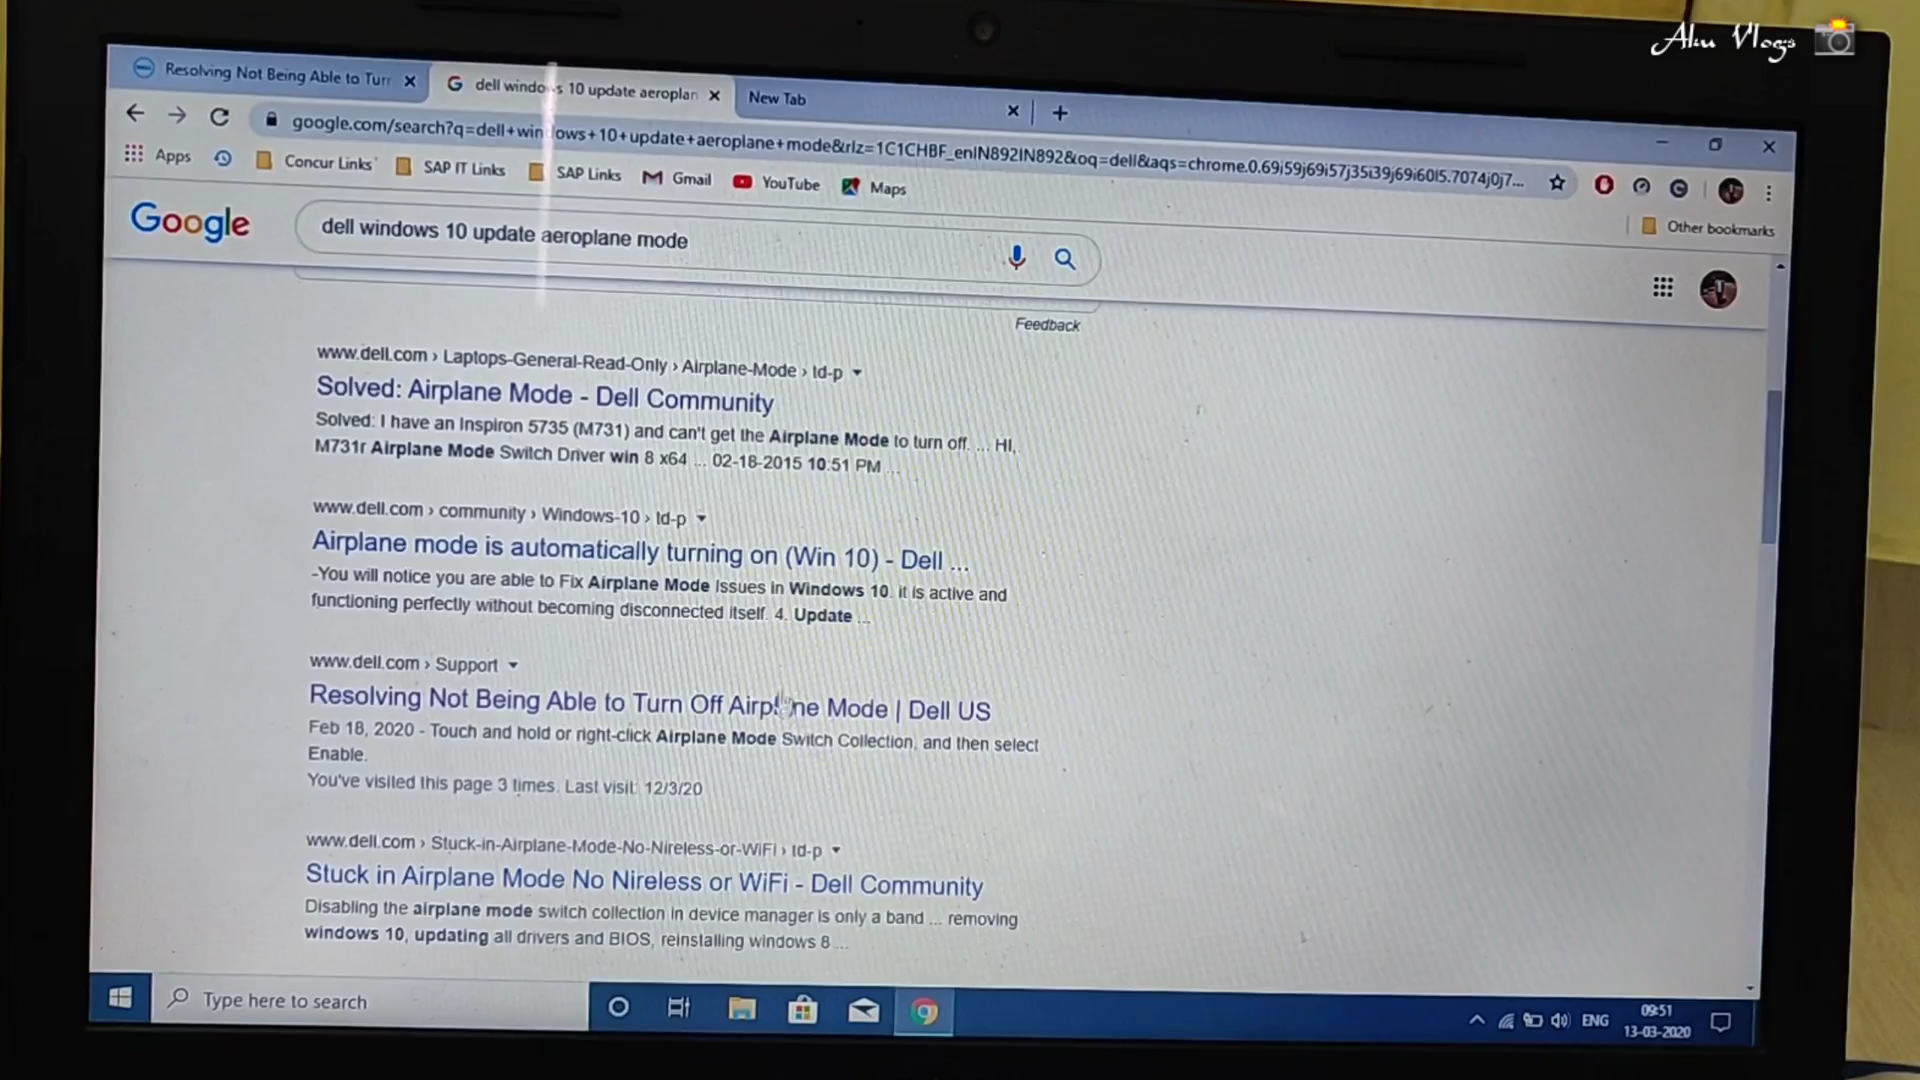 Alu Vlogs
Resolving Not Being Able to Turn
dell windows 10 update aeroplan
New Tab
google.com/search?q=dell+windows+10+update+aeroplane+mode&rlz=1C1CHBF_enIN892IN892&oq=dell&aqs=chrome.0.69i59j69i57j35i39j69i60l5.7074j0j7...
Apps
Concur Links
SAP IT Links
SAP Links
Gmail
YouTube
Maps
Other bookmarks
Google
dell windows 10 update aeroplane mode
Feedback
www.dell.com › Laptops-General-Read-Only › Airplane-Mode › td-p
Solved: Airplane Mode - Dell Community
Solved: I have an Inspiron 5735 (M731) and can't get the Airplane Mode to turn off. ... HI,
M731r Airplane Mode Switch Driver win 8 x64 ... 02-18-2015 10:51 PM ...
www.dell.com › community › Windows-10 › td-p
Airplane mode is automatically turning on (Win 10) - Dell ...
-You will notice you are able to Fix Airplane Mode Issues in Windows 10. it is active and
functioning perfectly without becoming disconnected itself. 4. Update ...
www.dell.com › Support
Resolving Not Being Able to Turn Off Airplane Mode | Dell US
Feb 18, 2020 - Touch and hold or right-click Airplane Mode Switch Collection, and then select
Enable.
You've visited this page 3 times. Last visit: 12/3/20
www.dell.com › Stuck-in-Airplane-Mode-No-Nireless-or-WiFi › td-p
Stuck in Airplane Mode No Nireless or WiFi - Dell Community
Disabling the airplane mode switch collection in device manager is only a band ... removing
windows 10, updating all drivers and BIOS, reinstalling windows 8 ...
Type here to search
ENG
09:51
13-03-2020